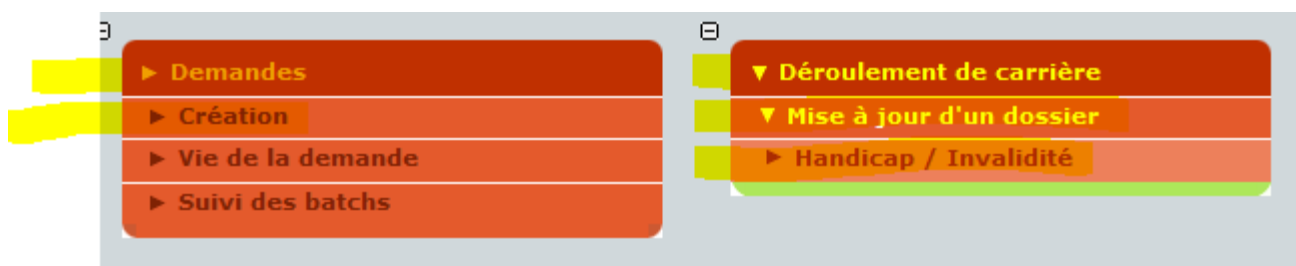 ► Demandes
► Création
► Vie de la demande
► Suivi des batchs
▼ Déroulement de carrière
▼ Mise à jour d'un dossier
► Handicap / Invalidité